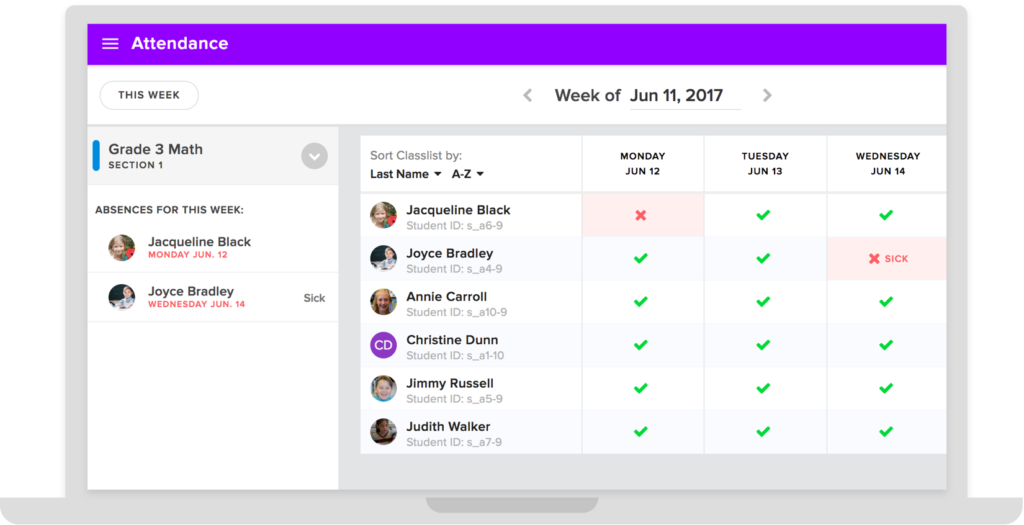 Attendance
THIS WEEK
Week of Jun 11, 2017
Grade 3 Math
SECTION 1
ABSENCES FOR THIS WEEK:
Jacqueline Black
MONDAY JUN. 12
Joyce Bradley
WEDNESDAY JUN. 14
Sick
Sort Classlist by:
Last Name A-Z
MONDAY
JUN 12
TUESDAY
JUN 13
WEDNESDAY
JUN 14
Jacqueline Black
Student ID: s_a6-9
Joyce Bradley
Student ID: s_a4-9
SICK
Annie Carroll
Student ID: s_a10-9
CD
Christine Dunn
Student ID: s_a1-10
Jimmy Russell
Student ID: s_a5-9
Judith Walker
Student ID: s_a7-9